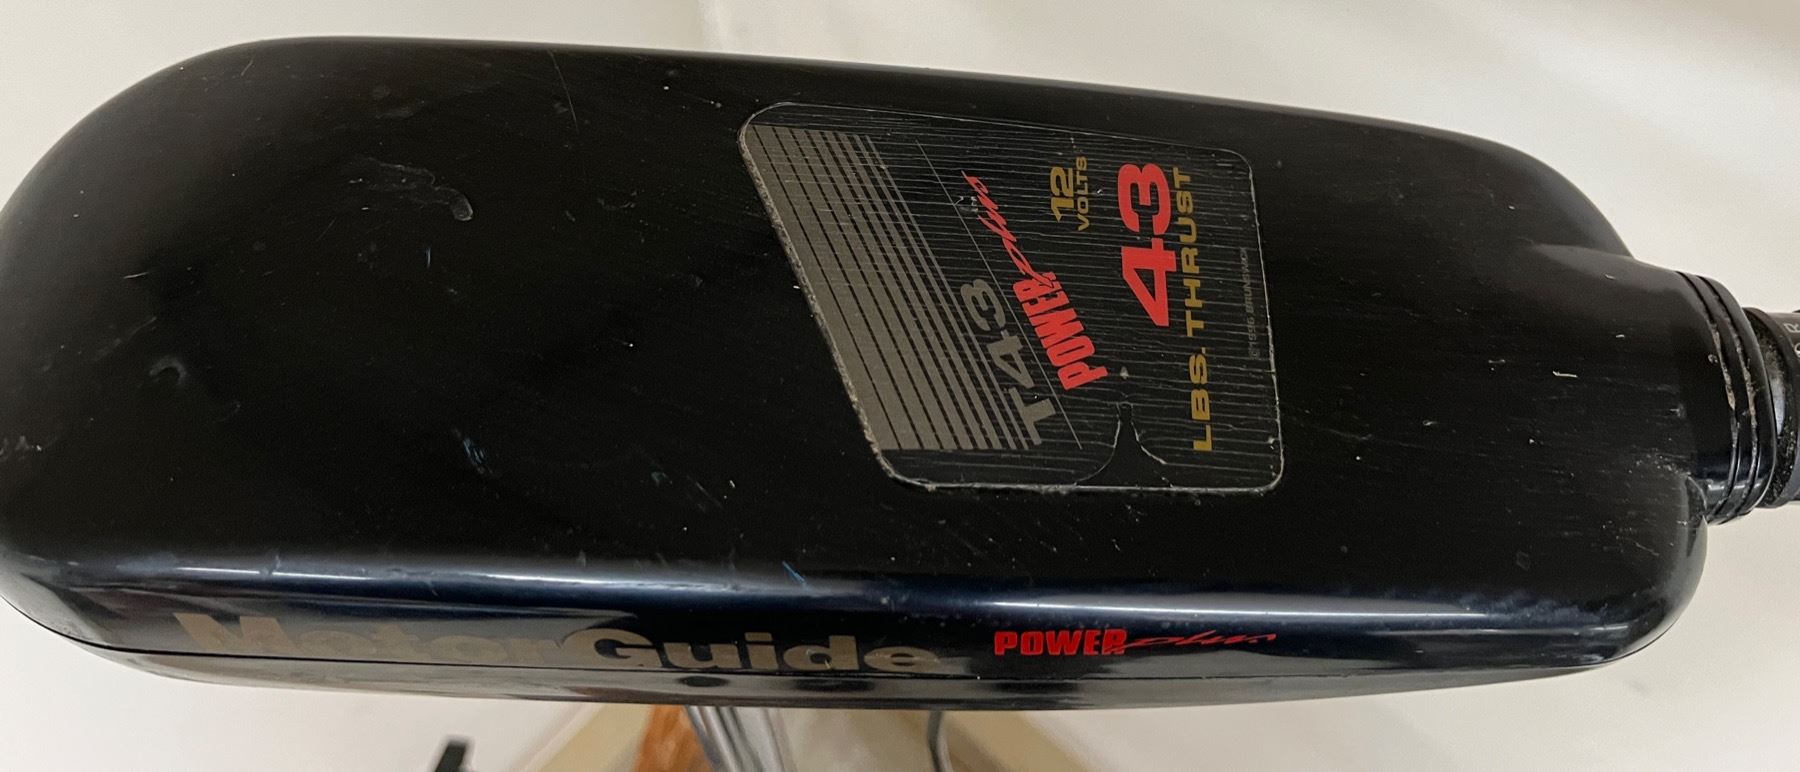 T43
POWER plus
12
VOLTS
43
LBS. THRUST
MotorGuide
POWER plus